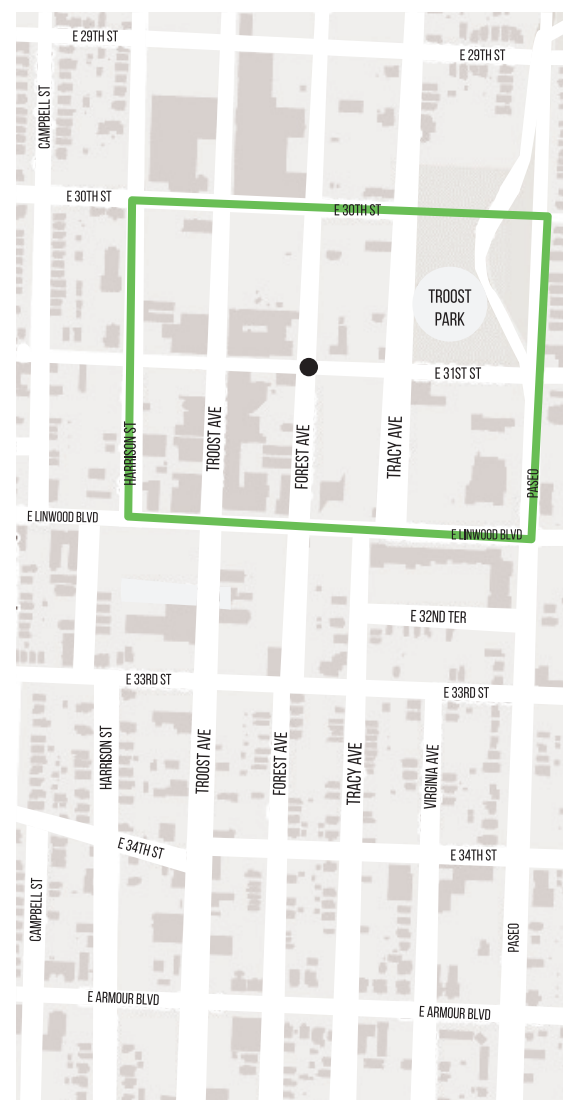 E 29TH ST
E 29TH ST
CAMPBELL ST
E 30TH ST
E 30TH ST
TROOST
PARK
E 31ST ST
HARRISON ST
TROOST AVE
FOREST AVE
TRACY AVE
PASEO
E LINWOOD BLVD
E LINWOOD BLVD
E 32ND TER
E 33RD ST
E 33RD ST
HARRISON ST
TROOST AVE
FOREST AVE
TRACY AVE
VIRGINIA AVE
E 34TH ST
E 34TH ST
CAMPBELL ST
PASEO
E ARMOUR BLVD
E ARMOUR BLVD